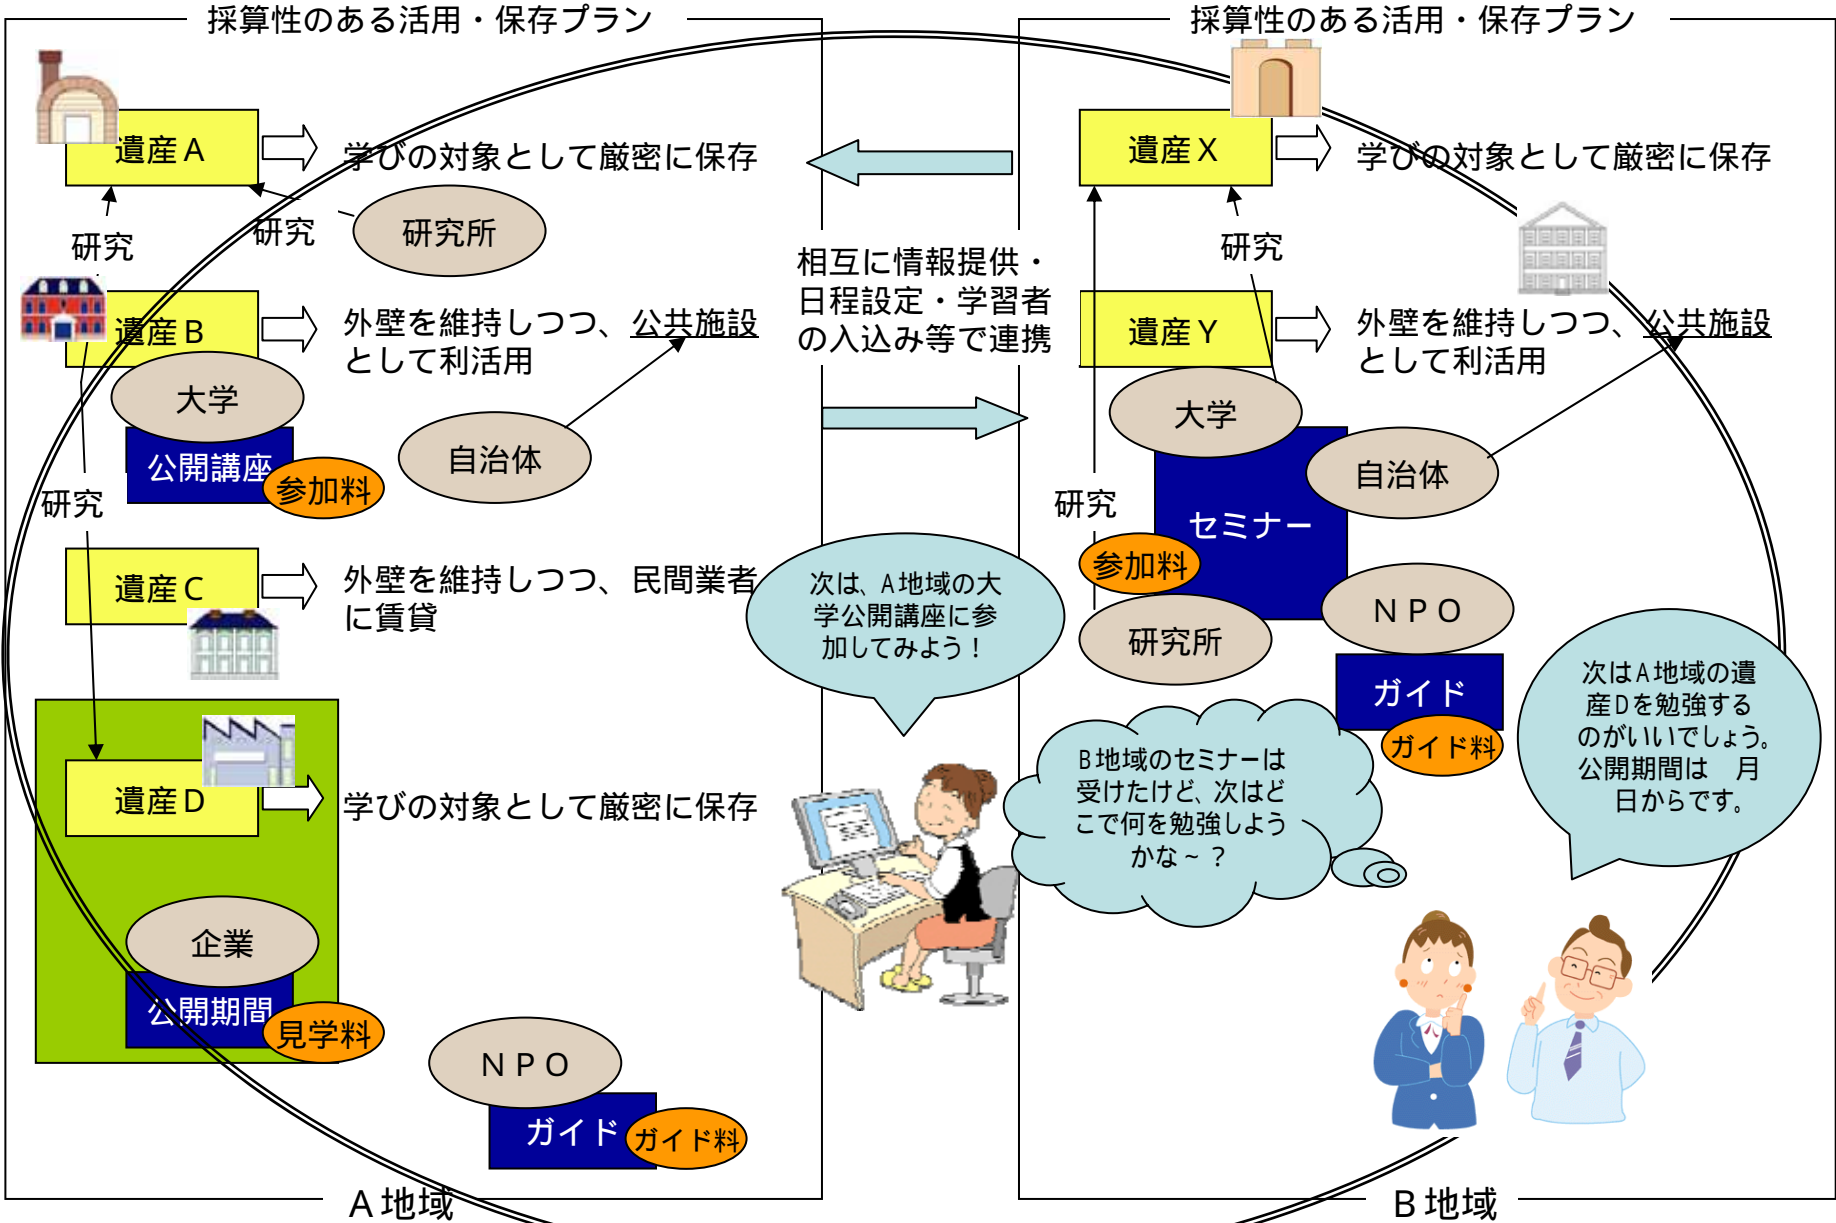 採算性のある活用・保存プラン
遺産A
学びの対象として厳密に保存
研究
研究
研究所
遺産B
外壁を維持しつつ、公共施設
として利活用
大学
公開講座
参加料
自治体
研究
遺産C
外壁を維持しつつ、民間業者
に賃貸
遺産D
学びの対象として厳密に保存
企業
公開期間
見学料
NPO
ガイド
ガイド料
A地域
相互に情報提供・
日程設定・学習者
の入込み等で連携
次は、A地域の大
学公開講座に参
加してみよう!
採算性のある活用・保存プラン
遺産X
学びの対象として厳密に保存
研究
遺産Y
外壁を維持しつつ、公共施設
として利活用
大学
自治体
セミナー
研究
参加料
研究所
NPO
ガイド
ガイド料
B地域のセミナーは
受けたけど、次はど
こで何を勉強しよう
かな~?
次はA地域の遺
産Dを勉強する
のがいいでしょう。
公開期間は 月
日からです。
B地域